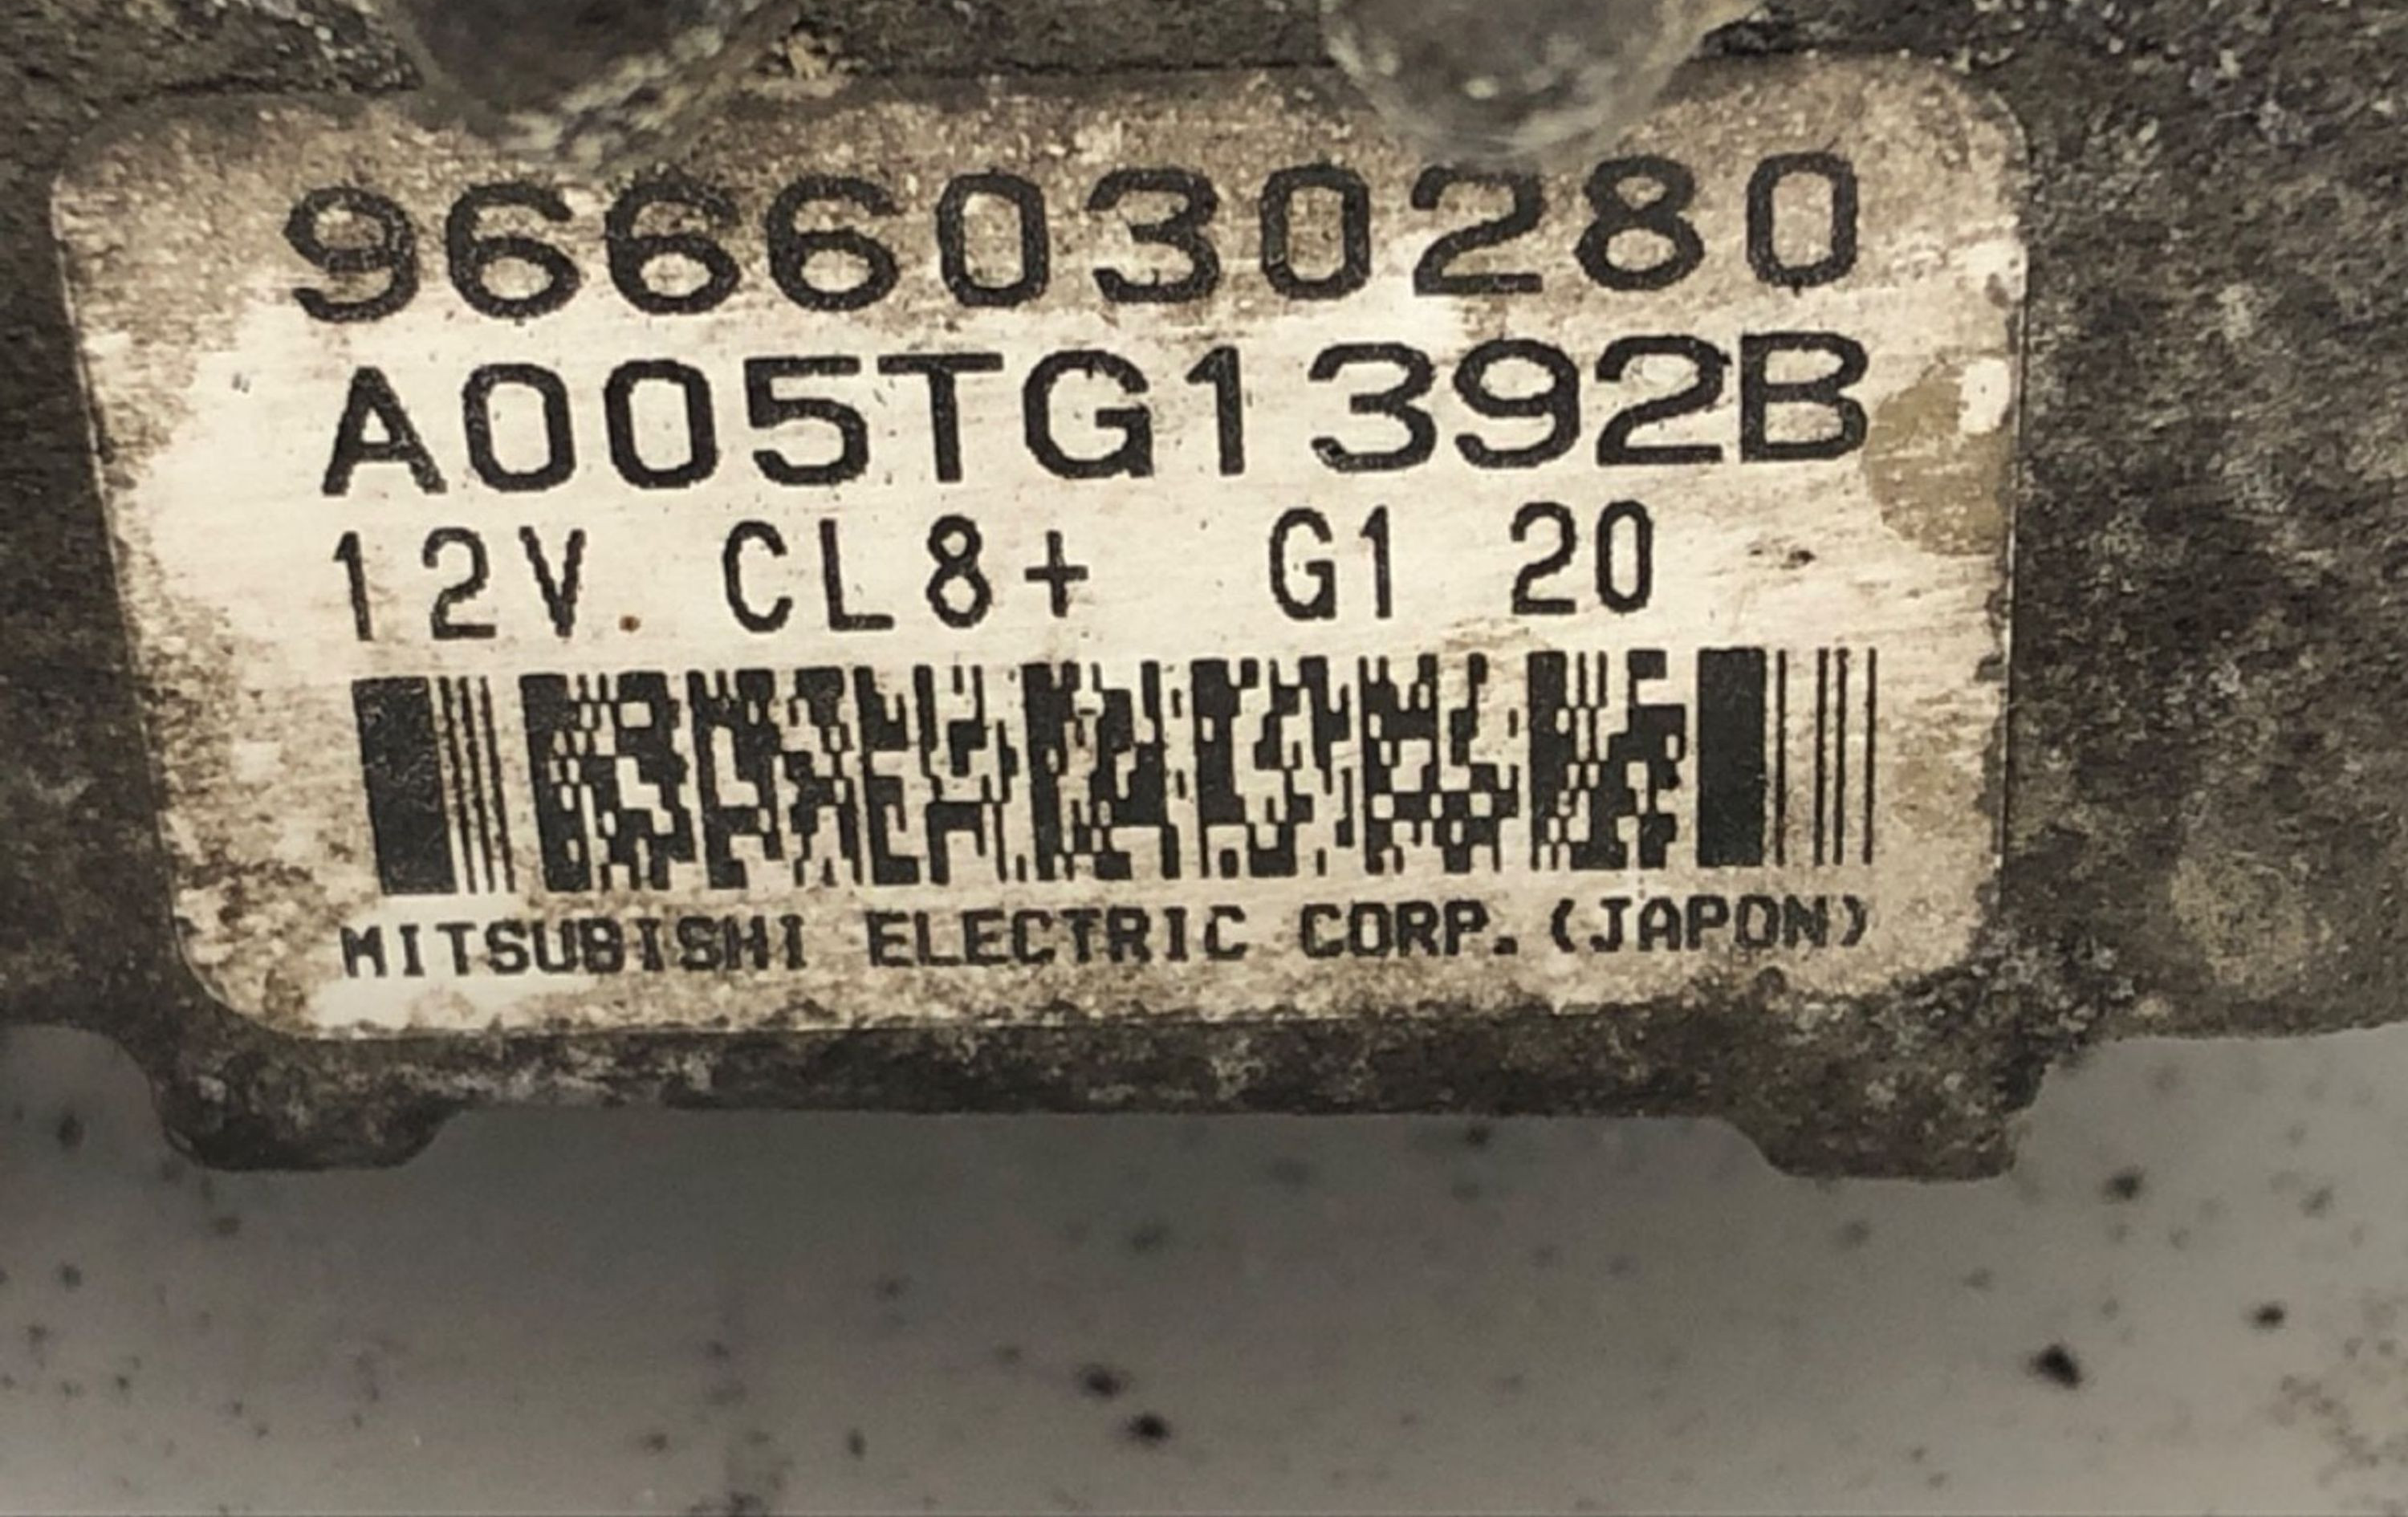 9666030280
A005TG1392B
12V CL8+ G1 20
MITSUBISHI ELECTRIC CORP.(JAPON)